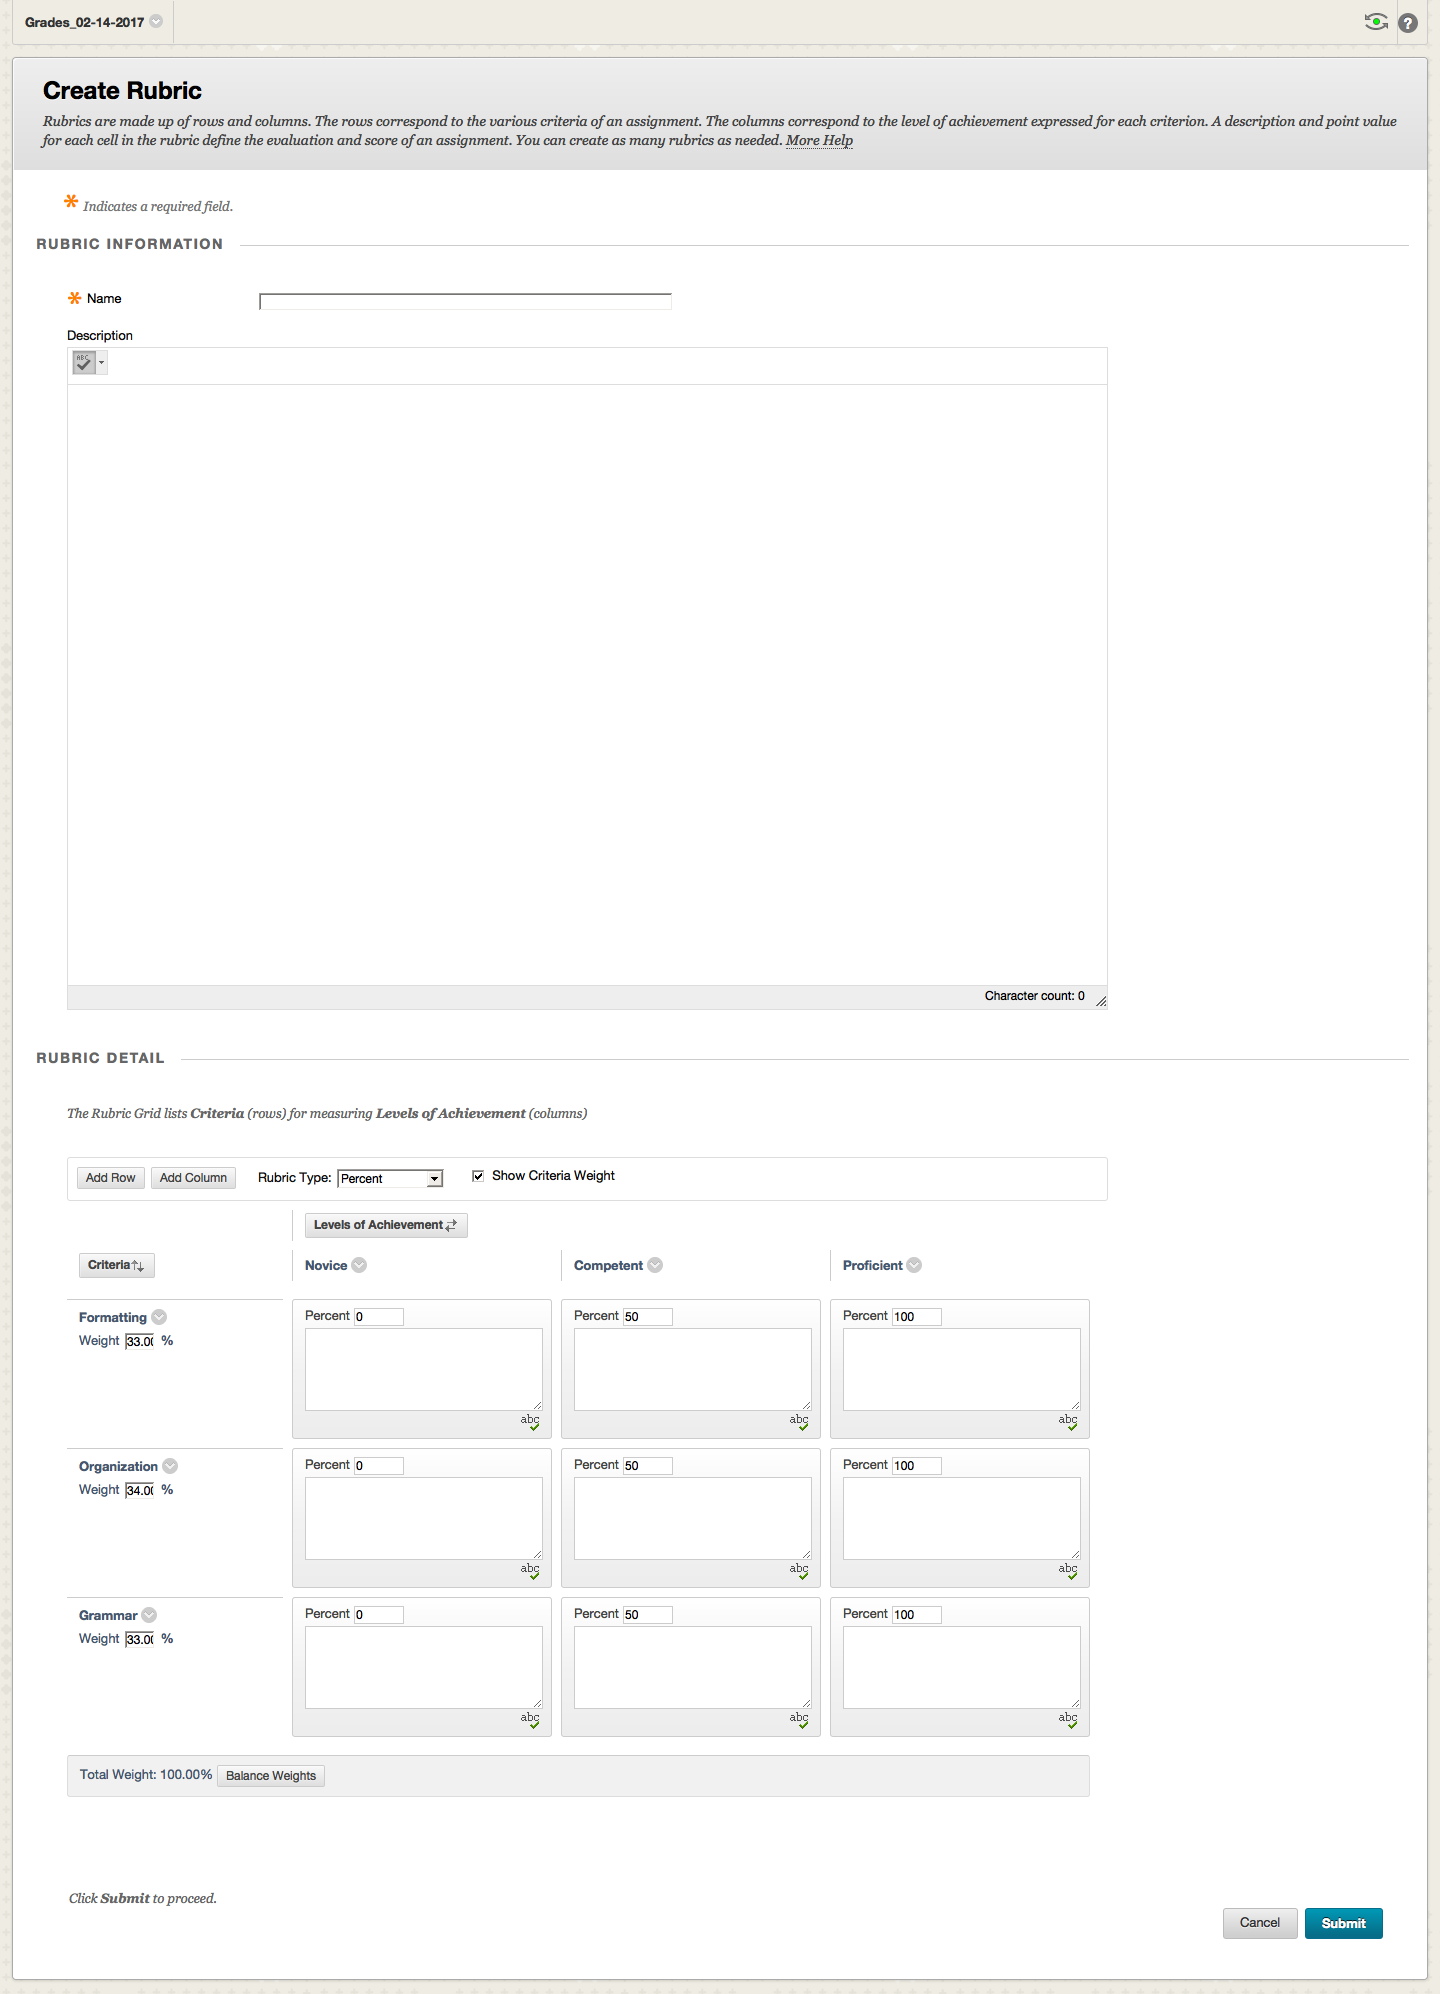 Grades_02-14-2017
?
Create Rubric
Rubrics are made up of rows and columns. The rows correspond to the various criteria of an assignment. The columns correspond to the level of achievement expressed for each criterion. A description and point value
for each cell in the rubric define the evaluation and score of an assignment. You can create as many rubrics as needed. More Help
* Indicates a required field.
RUBRIC INFORMATION
* Name
Description
ABC
Character count: 0
RUBRIC DETAIL
The Rubric Grid lists Criteria (rows) for measuring Levels of Achievement (columns)
Add Row Add Column Rubric Type: Percent Show Criteria Weight
Levels of Achievement
Criteria Novice Competent Proficient
Formatting Percent 0 Percent 50 Percent 100
Weight 33.00 %
abc abc abc
Organization Percent 0 Percent 50 Percent 100
Weight 34.00 %
abc abc abc
Grammar Percent 0 Percent 50 Percent 100
Weight 33.00 %
abc abc abc
Total Weight: 100.00% Balance Weights
Click Submit to proceed.
Cancel Submit